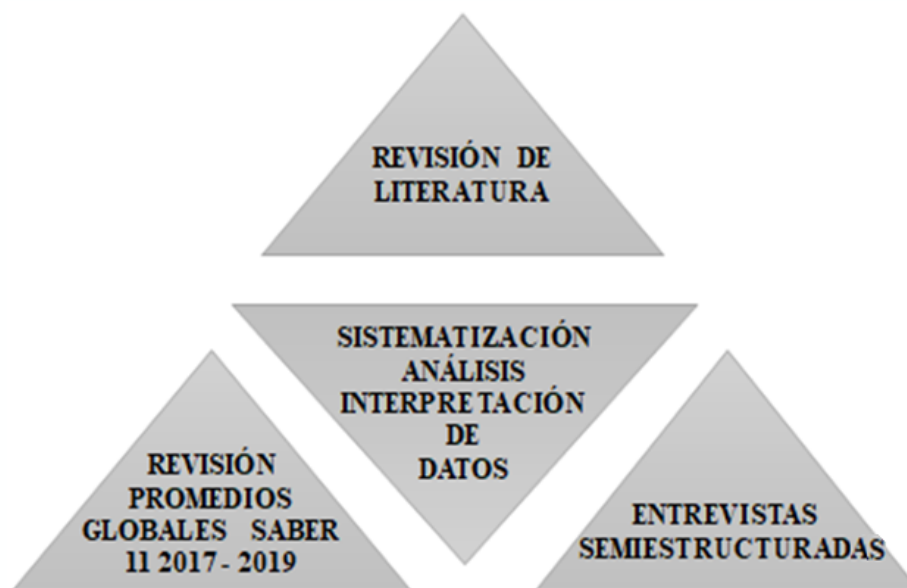 REVISIÓN DE
LITERATURA
SISTEMATIZACIÓN
ANÁLISIS
INTERPRETACIÓN
DE
DATOS
REVISIÓN
PROMEDIOS
GLOBALES SABER
11 2017 - 2019
ENTREVISTAS
SEMIESTRUCTURADAS